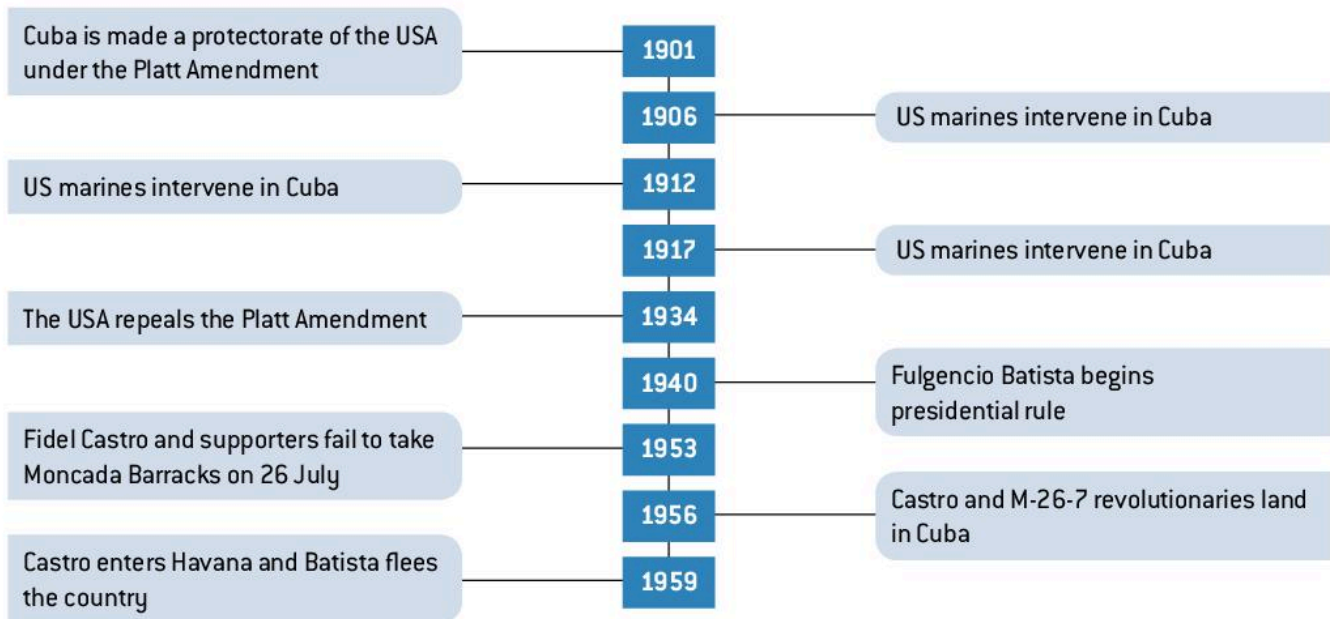 Cuba is made a protectorate of the USA
under the Platt Amendment
1901
1906
US marines intervene in Cuba
US marines intervene in Cuba
1912
1917
US marines intervene in Cuba
The USA repeals the Platt Amendment
1934
1940
Fulgencio Batista begins
presidential rule
Fidel Castro and supporters fail to take
Moncada Barracks on 26 July
1953
1956
Castro and M-26-7 revolutionaries land
in Cuba
Castro enters Havana and Batista flees
the country
1959